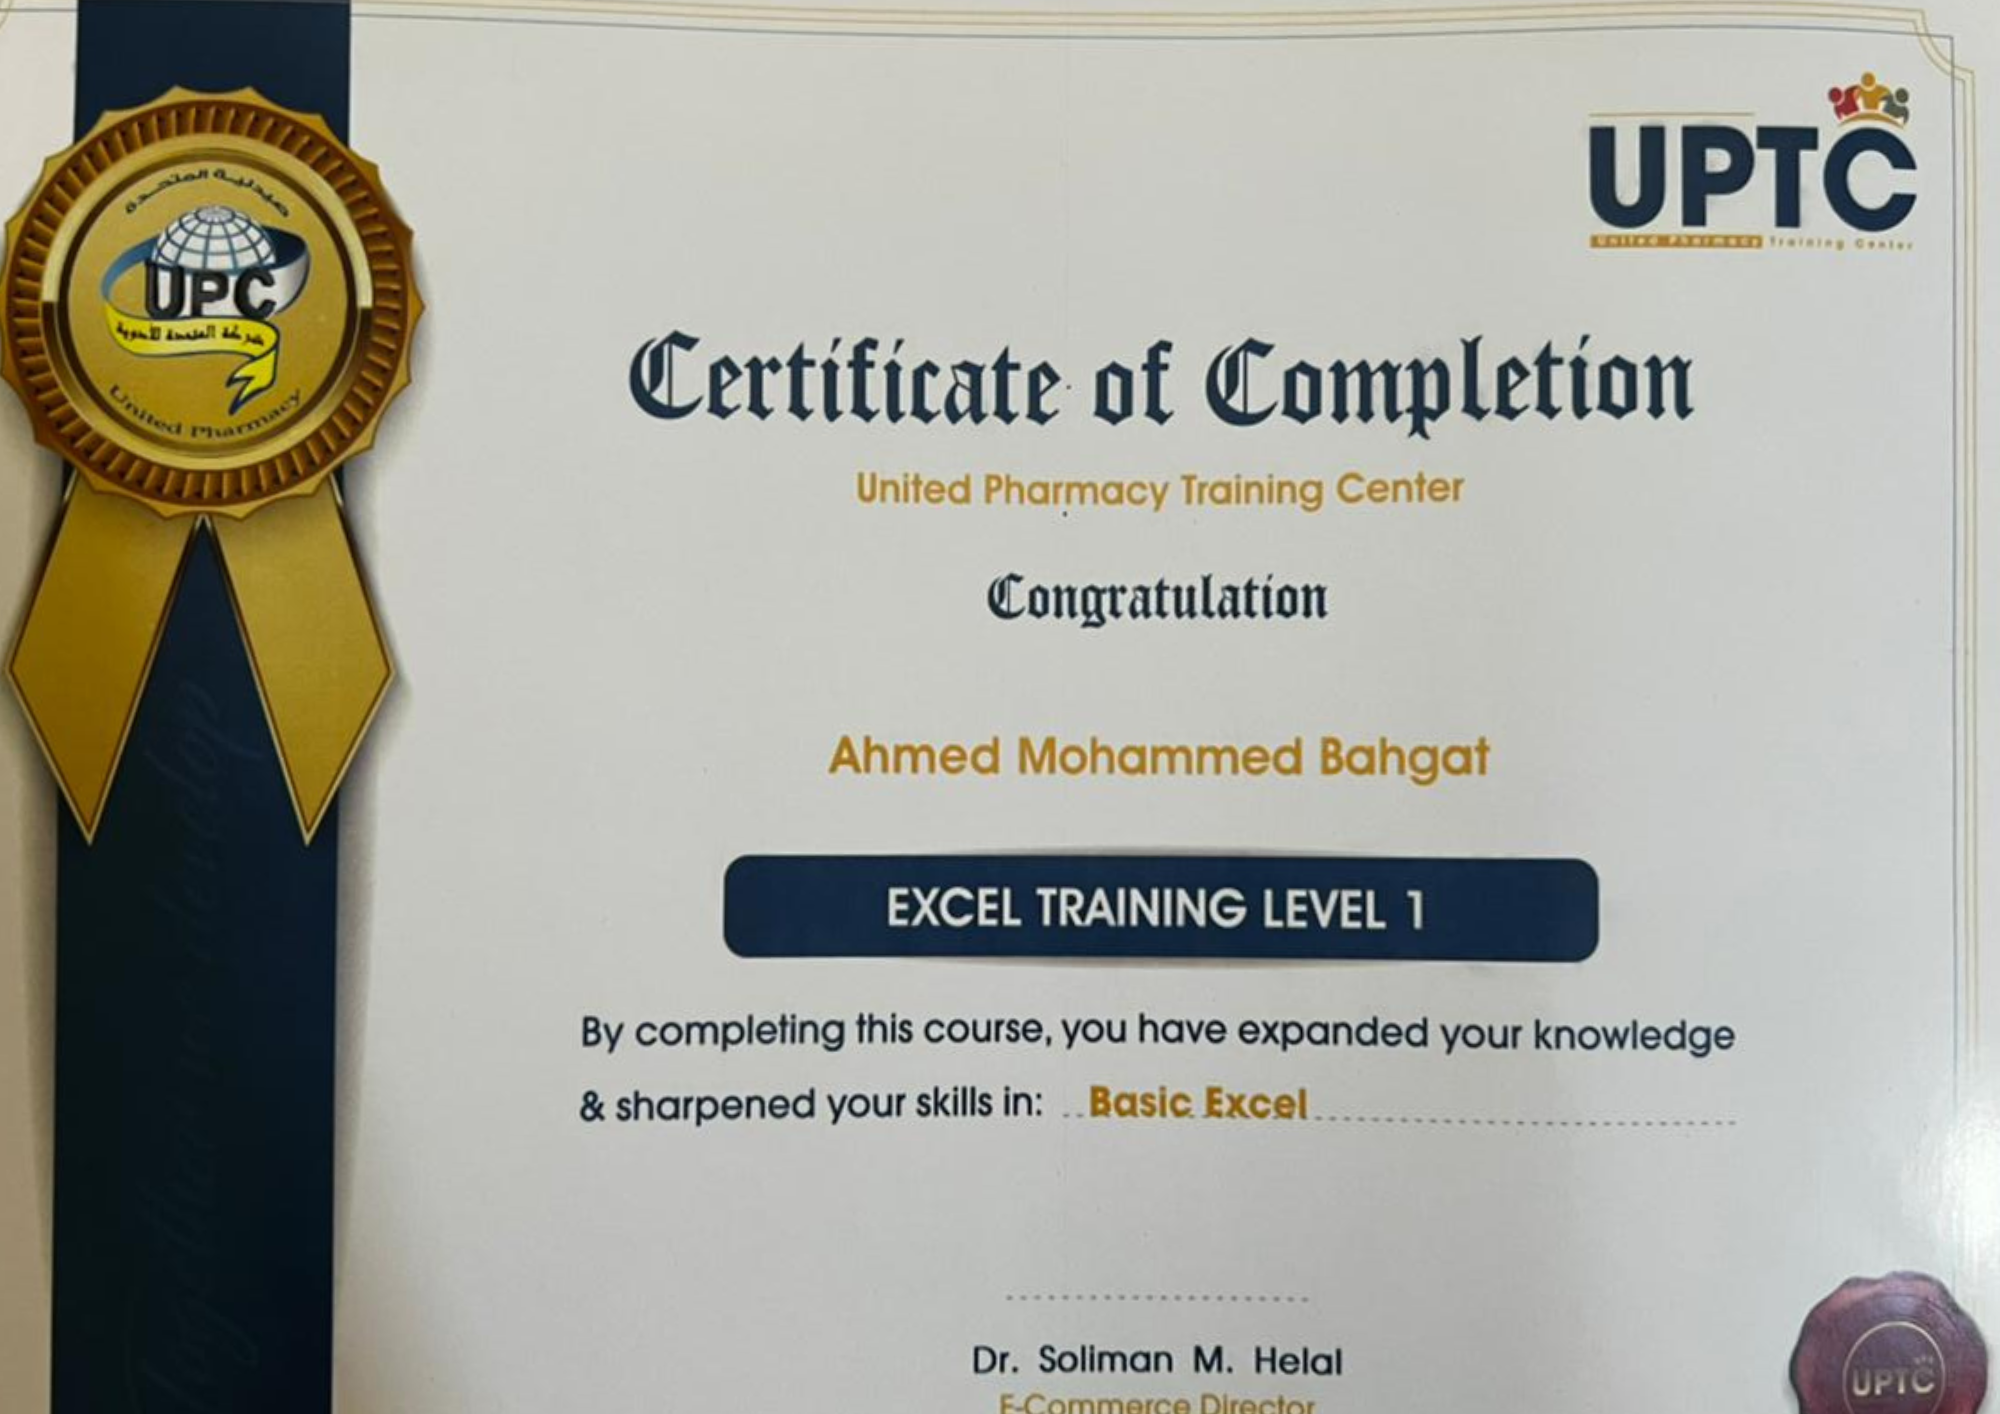 صيدلية المتحدة
UPC
شركة المتحدة للأدوية
United Pharmacy
UPTC
United Pharmacy Training Center
Certificate of Completion
United Pharmacy Training Center
Congratulation
Ahmed Mohammed Bahgat
EXCEL TRAINING LEVEL 1
By completing this course, you have expanded your knowledge
& sharpened your skills in: Basic Excel
Dr. Soliman M. Helal
E-Commerce Director
UPTC